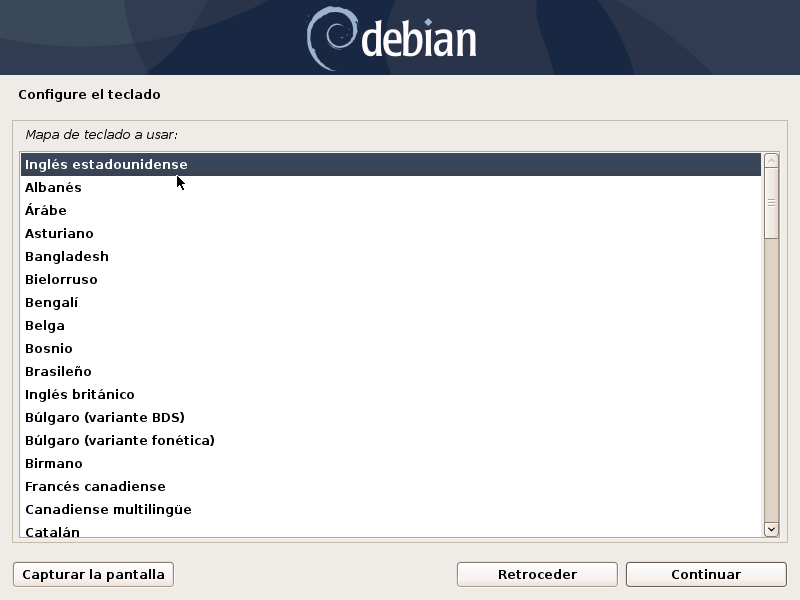 debian
Configure el teclado
Mapa de teclado a usar:
Inglés estadounidense
Albanés
Árábe
Asturiano
Bangladesh
Bielorruso
Bengalí
Belga
Bosnio
Brasileño
Inglés británico
Búlgaro (variante BDS)
Búlgaro (variante fonética)
Birmano
Francés canadiense
Canadiense multilingüe
Catalán
Capturar la pantalla
Retroceder
Continuar